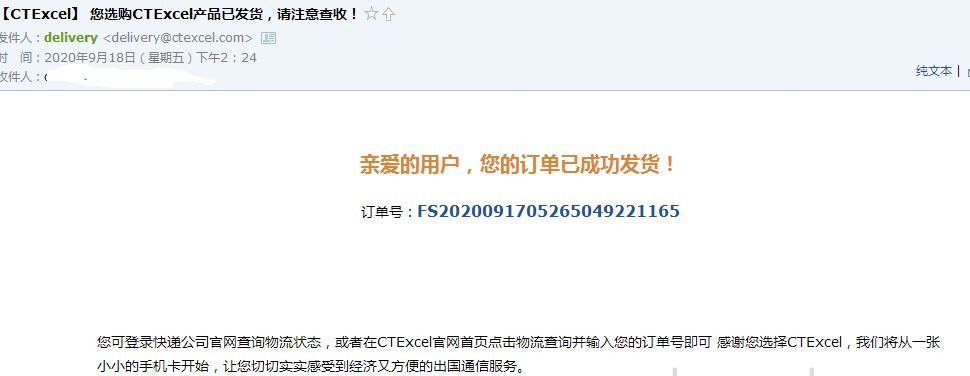 【CTExcel】 您选购CTExcel产品已发货，请注意查收！
发件人：delivery <delivery@ctexcel.com>
时 间：2020年9月18日（星期五）下午2：24
收件人：
纯文本 |
亲爱的用户，您的订单已成功发货！
订单号：FS2020091705265049221165
您可登录快递公司官网查询物流状态，或者在CTExcel官网首页点击物流查询并输入您的订单号即可 感谢您选择CTExcel，我们将从一张
小小的手机卡开始，让您切切实实感受到经济又方便的出国通信服务。